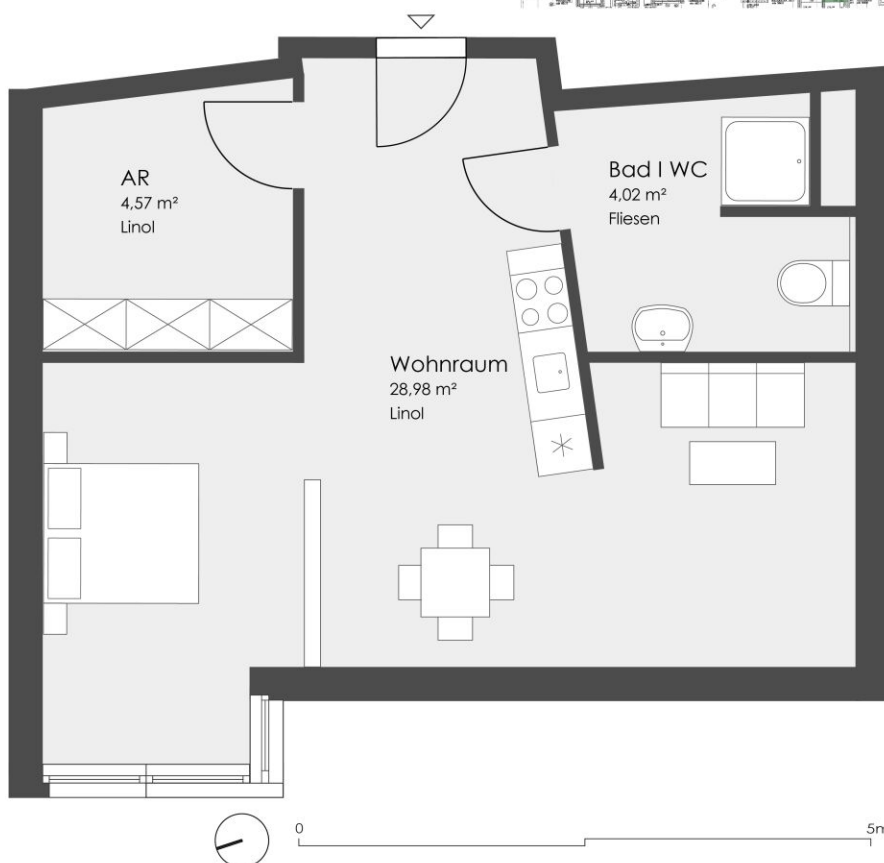 AR
4,57 m²
Linol
Bad I WC
4,02 m²
Fliesen
Wohnraum
28,98 m²
Linol
0
5m